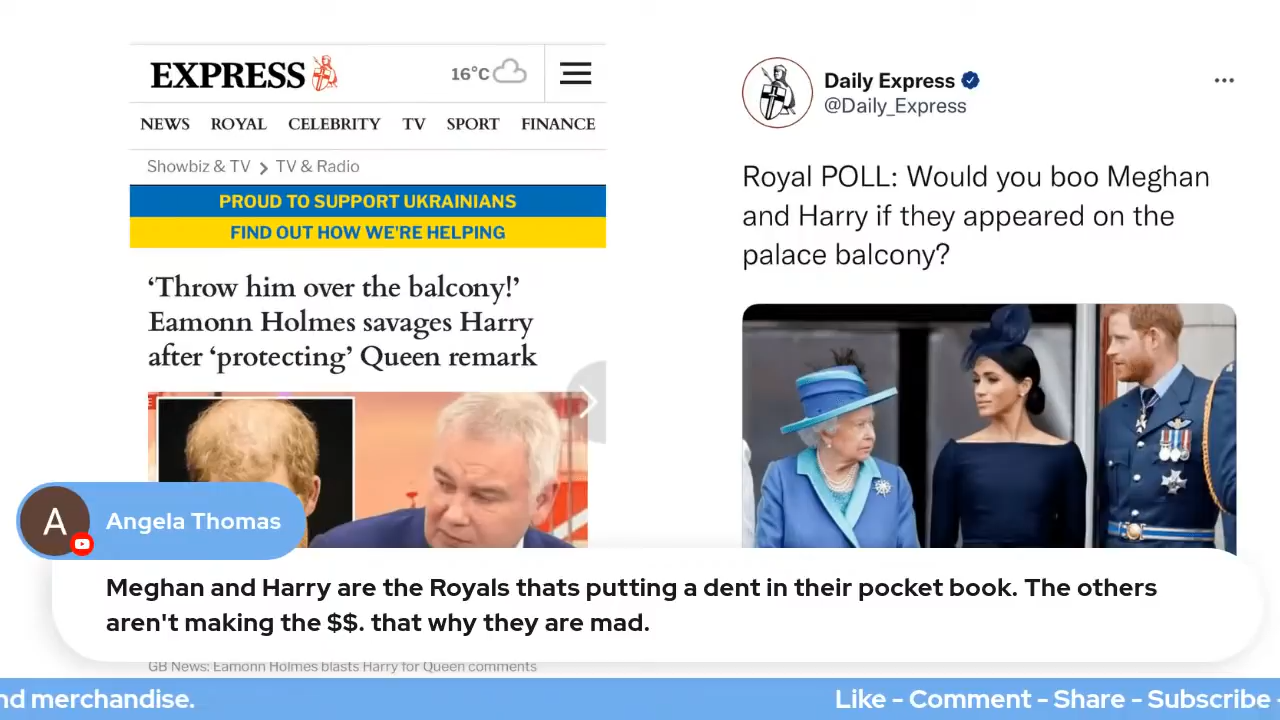 EXPRESS
16°C
NEWS ROYAL CELEBRITY TV SPORT FINANCE
Showbiz & TV > TV & Radio
PROUD TO SUPPORT UKRAINIANS
FIND OUT HOW WE'RE HELPING
‘Throw him over the balcony!’
Eamonn Holmes savages Harry
after ‘protecting’ Queen remark
Daily Express
@Daily_Express
Royal POLL: Would you boo Meghan
and Harry if they appeared on the
palace balcony?
A
Angela Thomas
Meghan and Harry are the Royals thats putting a dent in their pocket book. The others
aren't making the $$. that why they are mad.
GB News: Eamonn Holmes blasts Harry for Queen comments
nd merchandise.
Like - Comment - Share - Subscribe -